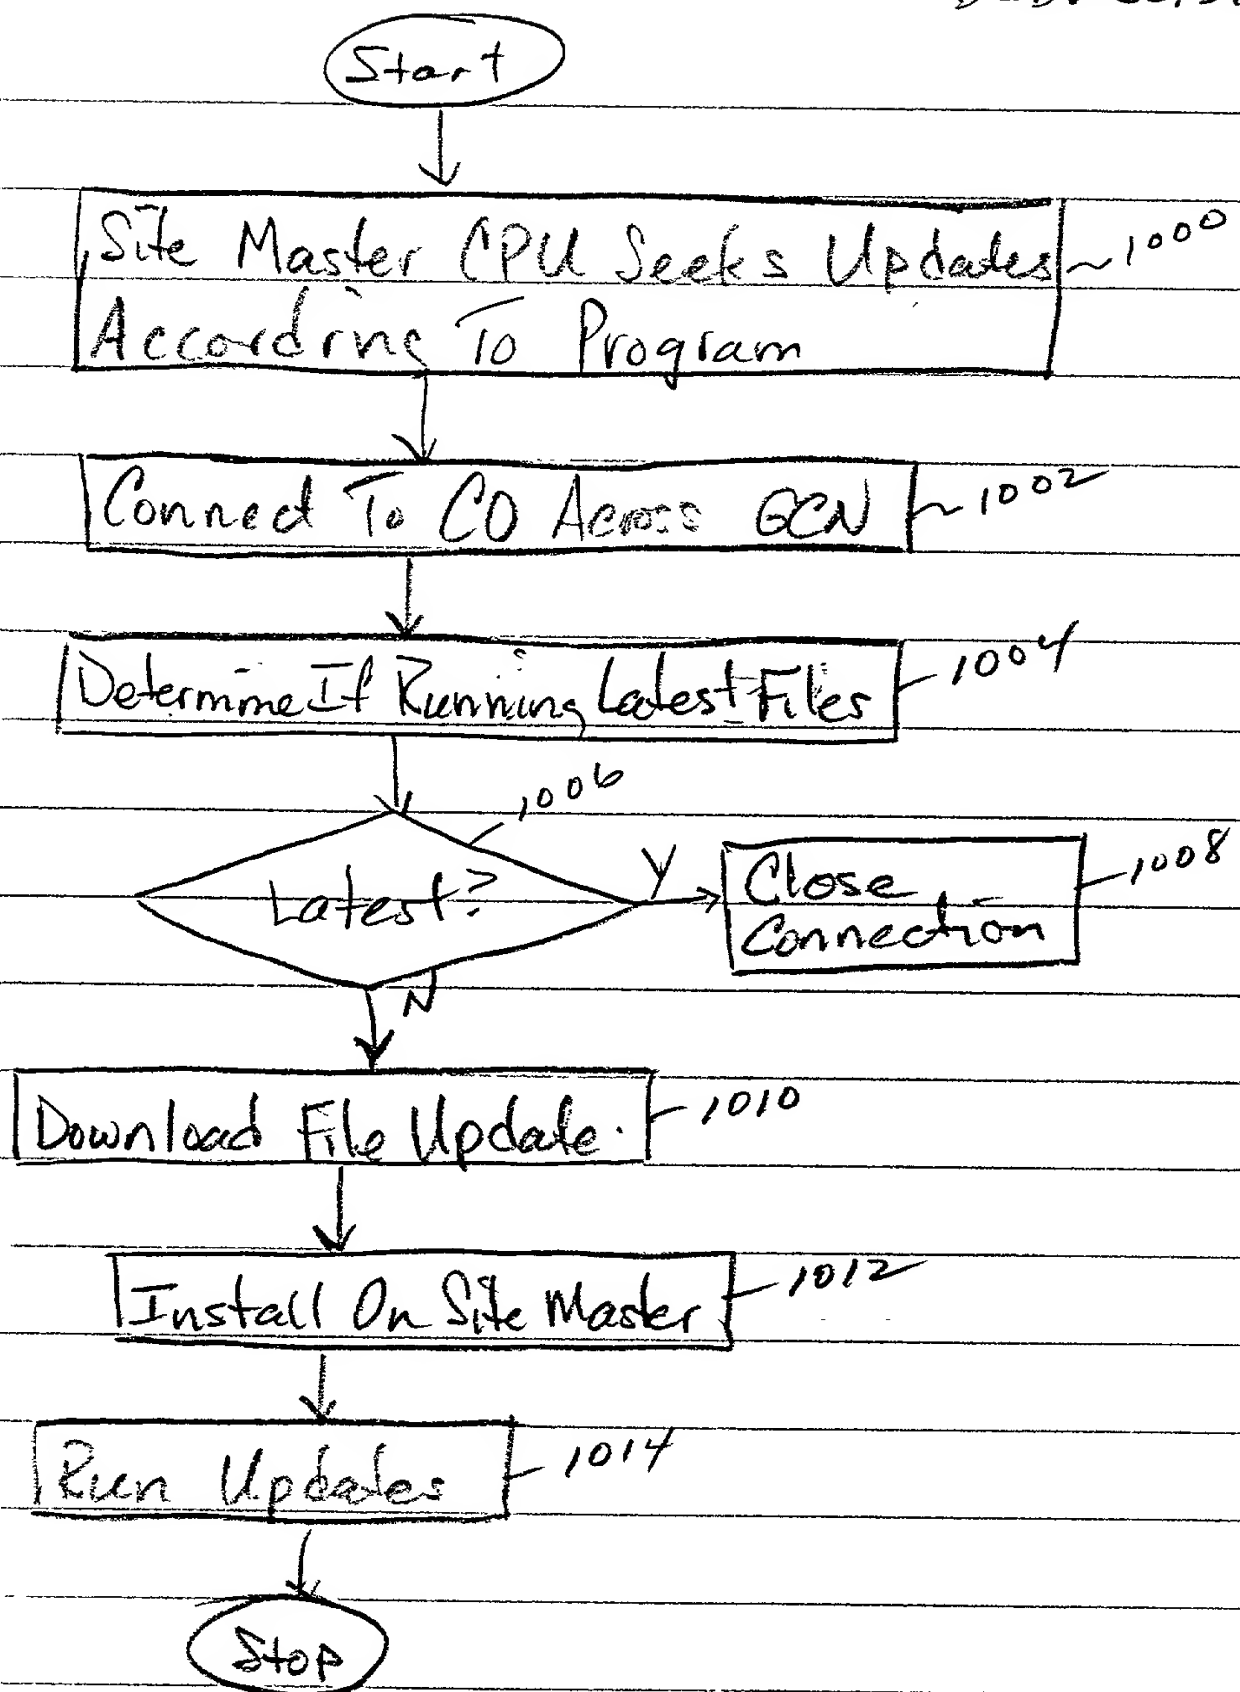 Start
Site Master CPU Seeks Updates
1000
According To Program
Connect To CO Across GCN
1002
Determine If Running Latest Files
1004
1006
Latest?
Y
Close
Connection
1008
N
Download File Update.
1010
Install On Site Master
1012
Run Updates
1014
Stop